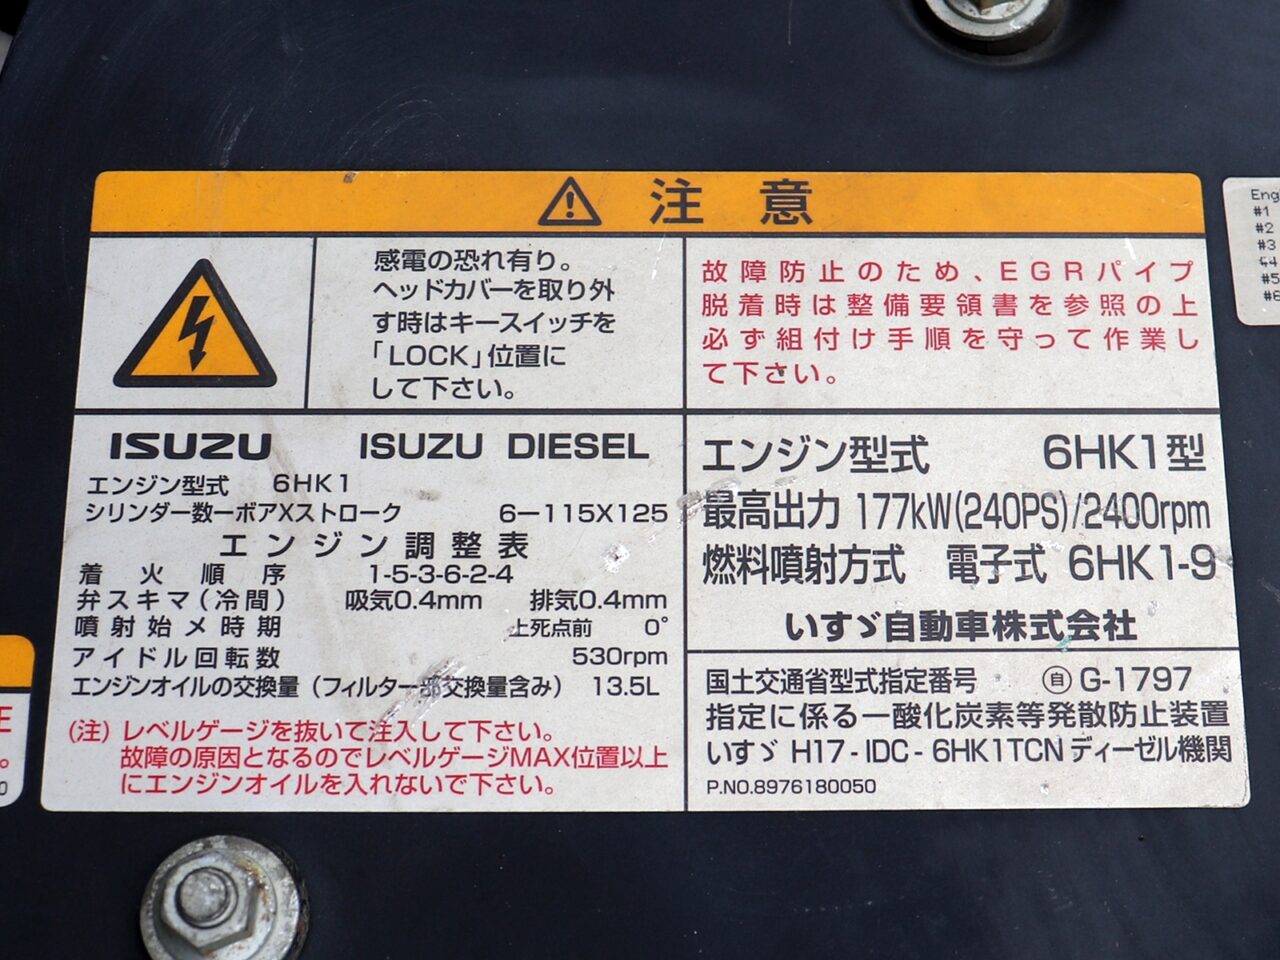 注意
感電の恐れ有り。
ヘッドカバーを取り外
す時はキースイッチを
「LOCK」位置に
して下さい。
故障防止のため、EGRパイプ
脱着時は整備要領書を参照の上
必ず組付け手順を守って作業し
て下さい。
ISUZU ISUZU DIESEL
エンジン型式 6HK1
シリンダー数ーボアXストローク 6-115X125
エンジン調整表
着火順序 1-5-3-6-2-4
弁スキマ(冷間) 吸気0.4mm 排気0.4mm
噴射始メ時期 上死点前 0°
アイドル回転数 530rpm
エンジンオイルの交換量(フィルター部交換量含み) 13.5L
(注) レベルゲージを抜いて注入して下さい。
故障の原因となるのでレベルゲージMAX位置以上
にエンジンオイルを入れないで下さい。
エンジン型式 6HK1型
最高出力 177kW(240PS)/2400rpm
燃料噴射方式 電子式 6HK1-9
いすゞ自動車株式会社
国土交通省型式指定番号 自 G-1797
指定に係る一酸化炭素等発散防止装置
いすゞ H17-IDC-6HK1TCN ディーゼル機関
P.NO.8976180050
Eng
#1
#2
#3
#4
#5
#6